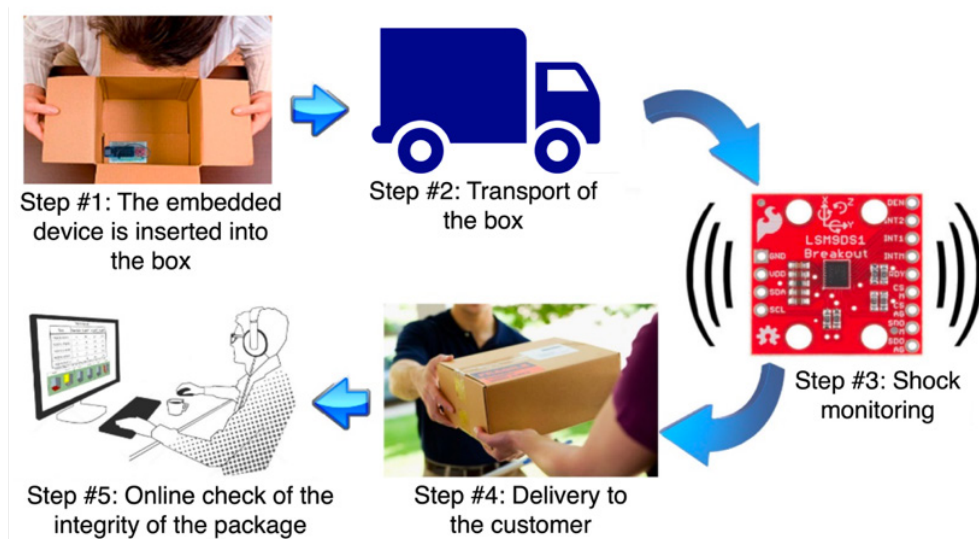 Step #1: The embedded
device is inserted into
the box
Step #2: Transport of
the box
X
Z
Y
LSM9DS1
Breakout
GND
VDD
SDA
SCL
DEN
INT2
INT1
INTM
RDY
CS
M
CS
AG
SDO
M
SDO
AG
Step #3: Shock
monitoring
Step #4: Delivery to
the customer
Step #5: Online check of the
integrity of the package